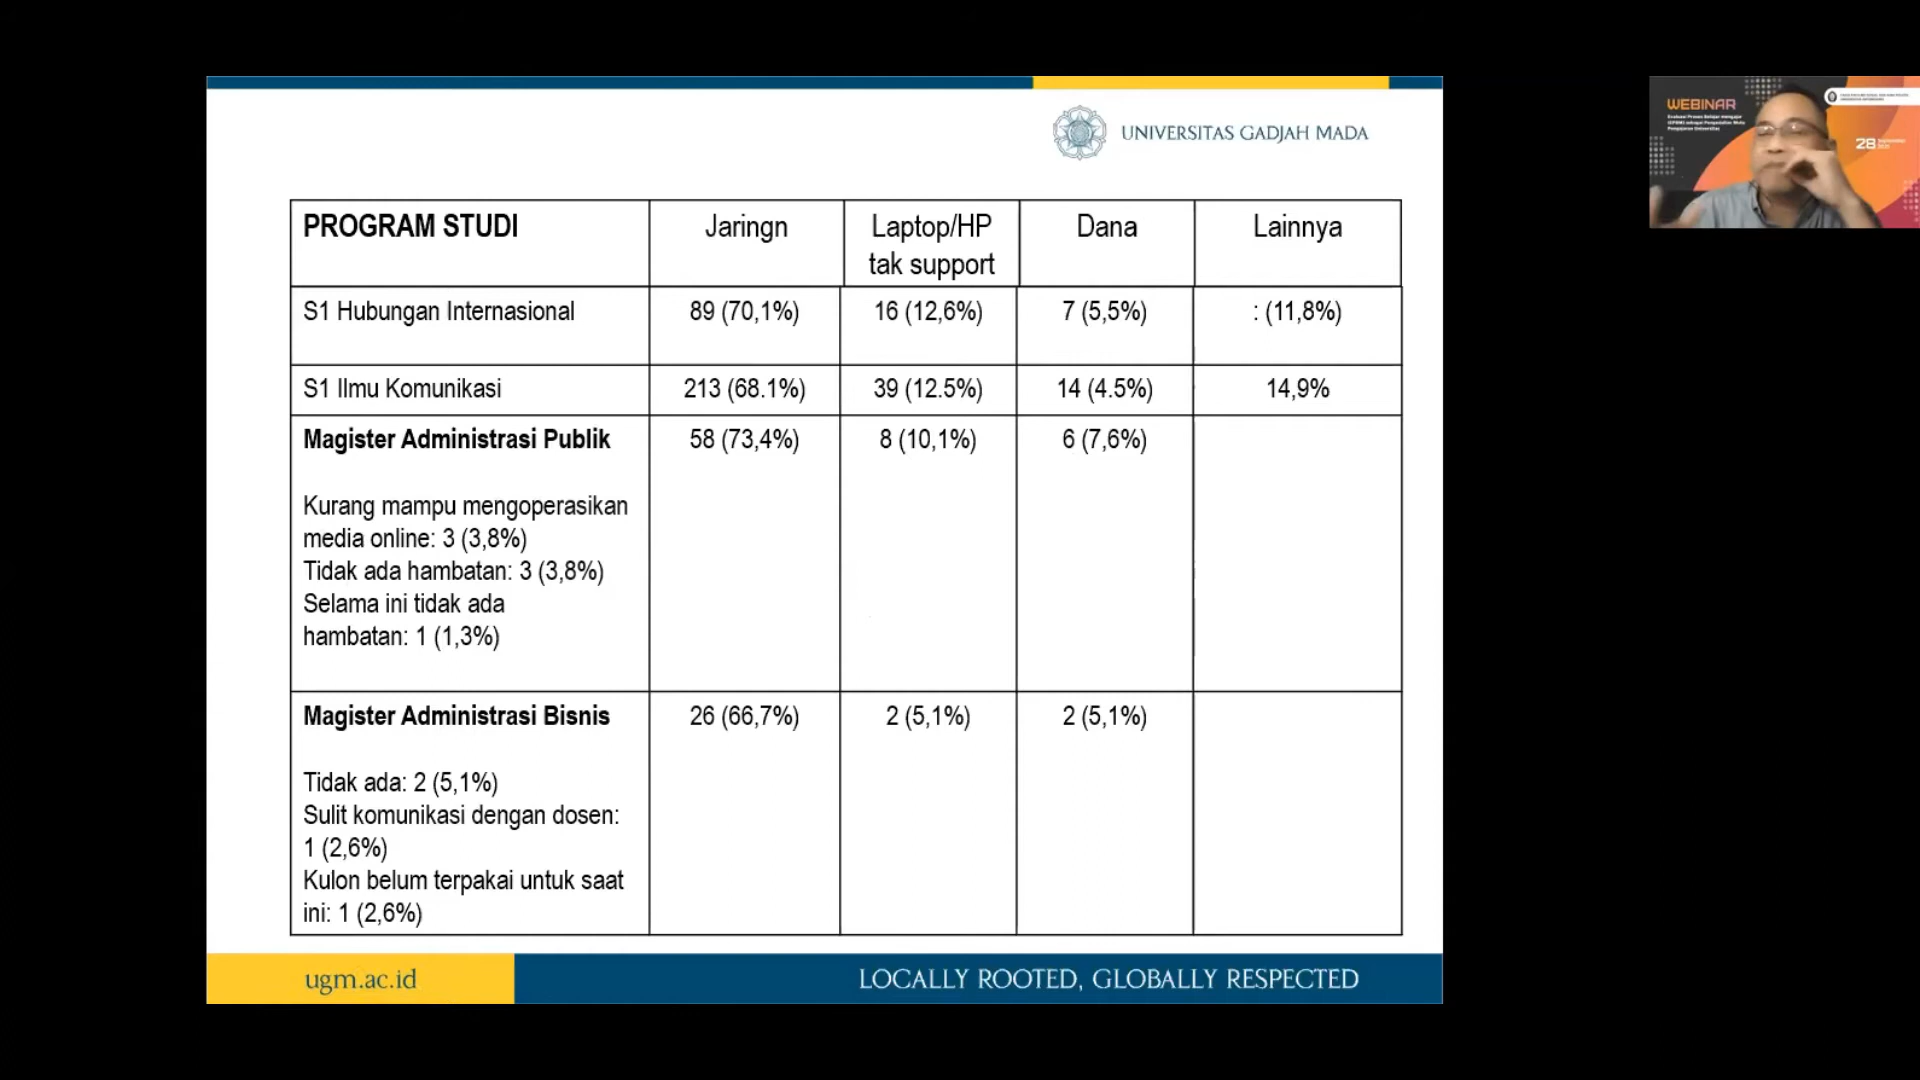 UNIVERSITAS GADJAH MADA
PROGRAM STUDI
Jaringn
Laptop/HP
tak support
Dana
Lainnya
S1 Hubungan Internasional
89 (70,1%)
16 (12,6%)
7 (5,5%)
: (11,8%)
S1 Ilmu Komunikasi
213 (68.1%)
39 (12.5%)
14 (4.5%)
14,9%
Magister Administrasi Publik
58 (73,4%)
8 (10,1%)
6 (7,6%)
Kurang mampu mengoperasikan
media online: 3 (3,8%)
Tidak ada hambatan: 3 (3,8%)
Selama ini tidak ada
hambatan: 1 (1,3%)
Magister Administrasi Bisnis
26 (66,7%)
2 (5,1%)
2 (5,1%)
Tidak ada: 2 (5,1%)
Sulit komunikasi dengan dosen:
1 (2,6%)
Kulon belum terpakai untuk saat
ini: 1 (2,6%)
ugm.ac.id
LOCALLY ROOTED, GLOBALLY RESPECTED
WEBINAR
Evaluasi Proses Belajar mengajar
28